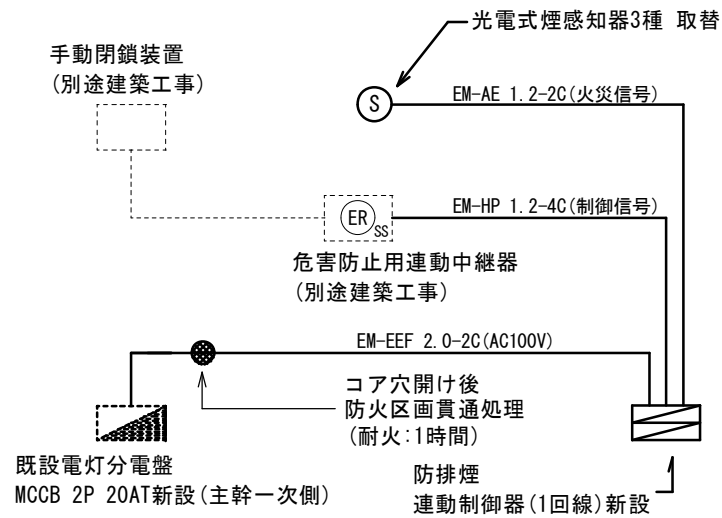 光電式煙感知器3種 取替
手動閉鎖装置
(別途建築工事)
S
EM-AE 1.2-2C(火災信号)
ER
SS
EM-HP 1.2-4C(制御信号)
危害防止用連動中継器
(別途建築工事)
EM-EEF 2.0-2C(AC100V)
コア穴開け後
防火区画貫通処理
(耐火:1時間)
既設電灯分電盤
MCCB 2P 20AT新設(主幹一次側)
防排煙
連動制御器(1回線)新設